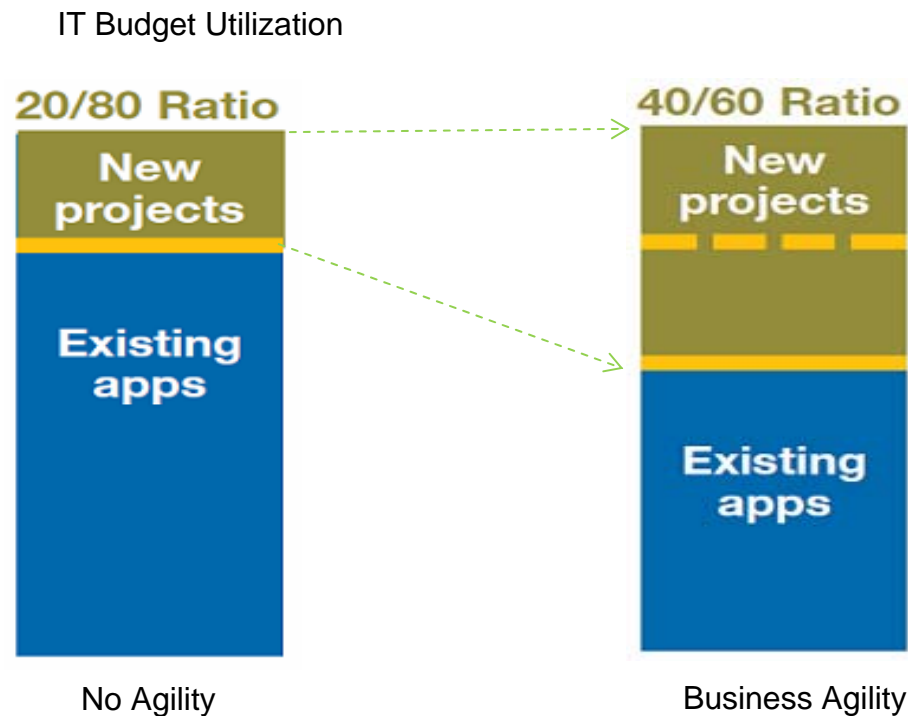 IT Budget Utilization
20/80 Ratio
New
projects
Existing
apps
No Agility
40/60 Ratio
New
projects
Existing
apps
Business Agility